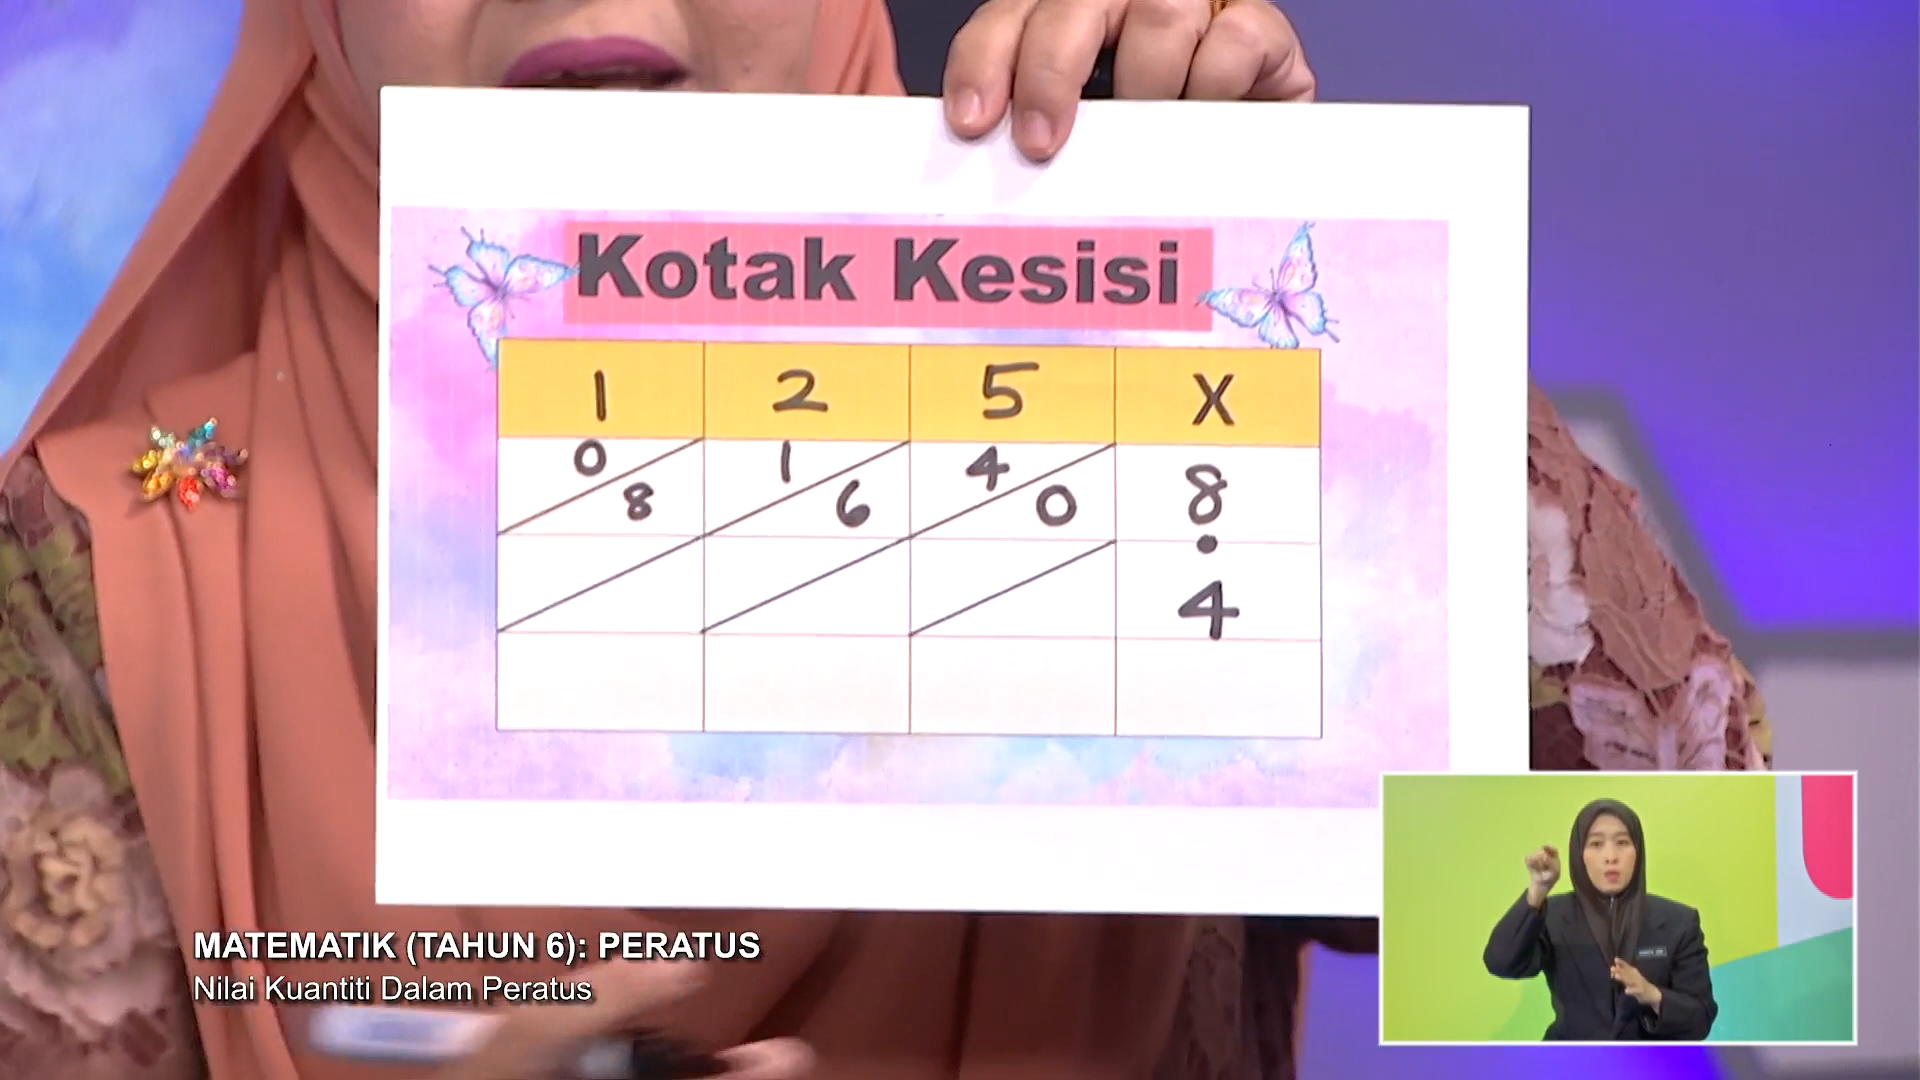 Kotak Kesisi
1 2 5 X
0 8 1 6 4 0 8
.
4
MATEMATIK (TAHUN 6): PERATUS
Nilai Kuantiti Dalam Peratus